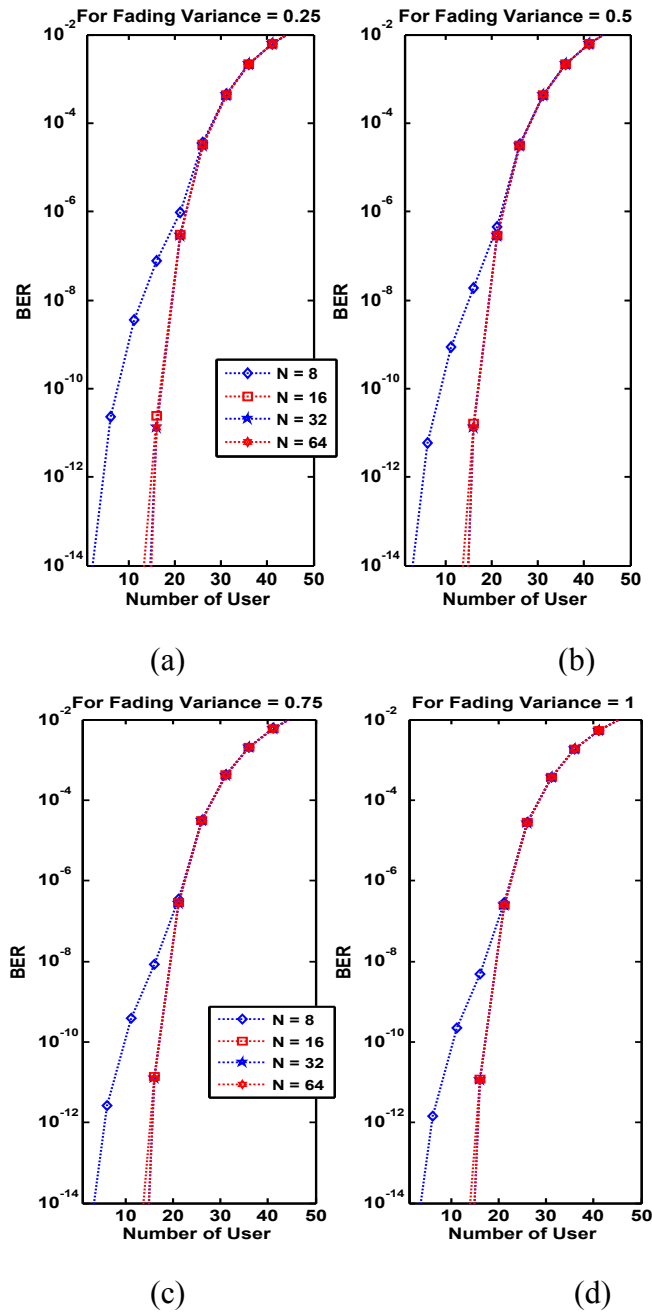 For Fading Variance = 0.25
10^-2
10^-4
10^-6
10^-8
10^-10
10^-12
10^-14
BER
10 20 30 40 50
Number of User
N = 8
N = 16
N = 32
N = 64
(a)
For Fading Variance = 0.5
10^-2
10^-4
10^-6
10^-8
10^-10
10^-12
10^-14
BER
10 20 30 40 50
Number of User
(b)
For Fading Variance = 0.75
10^-2
10^-4
10^-6
10^-8
10^-10
10^-12
10^-14
BER
10 20 30 40 50
Number of User
N = 8
N = 16
N = 32
N = 64
(c)
For Fading Variance = 1
10^-2
10^-4
10^-6
10^-8
10^-10
10^-12
10^-14
BER
10 20 30 40 50
Number of User
(d)